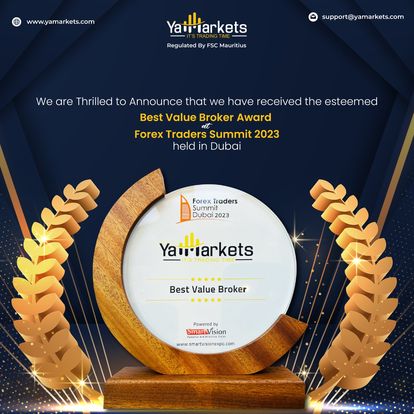 www.yamarkets.com
support@yamarkets.com
YaMarkets
IT'S TRADING TIME
Regulated By FSC Mauritius
We are Thrilled to Announce that we have received the esteemed
Best Value Broker Award
at
Forex Traders Summit 2023
held in Dubai
Forex Traders
Summit
Dubai 2023
YaMarkets
IT'S TRADING TIME
Best Value Broker
Powered by
SmartVision
www.smartvisionexpo.com